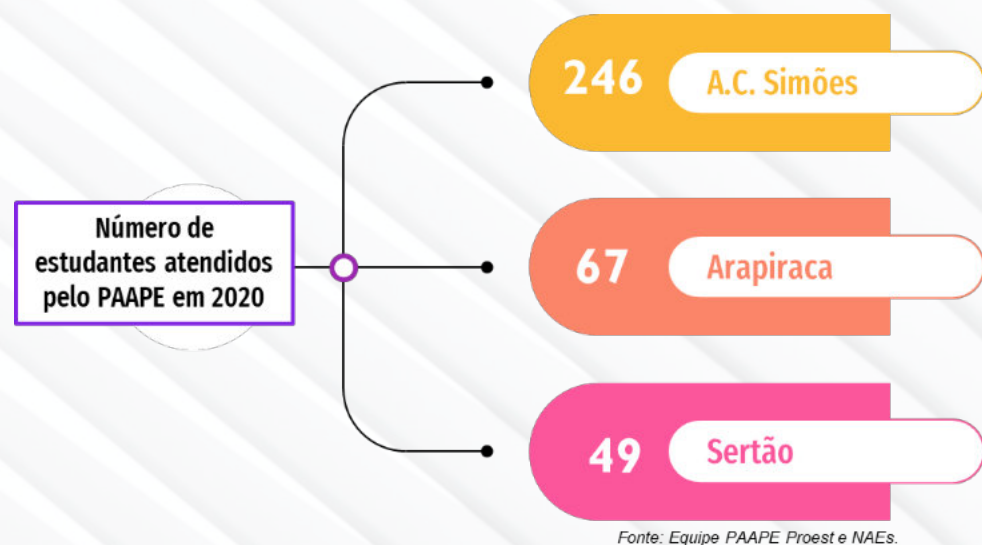 Número de
estudantes atendidos
pelo PAAPE em 2020
246 A.C. Simões
67 Arapiraca
49 Sertão
Fonte: Equipe PAAPE Proest e NAEs.